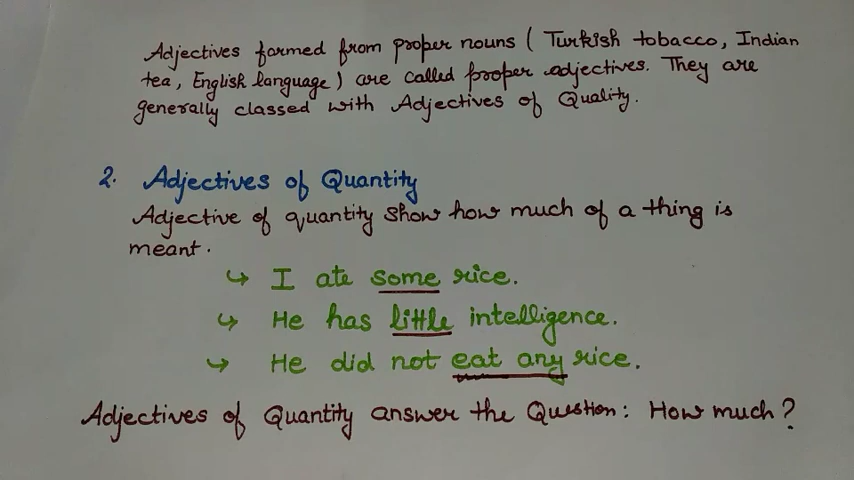 Adjectives formed from proper nouns (Turkish tobacco, Indian
tea, English language) are called proper adjectives. They are
generally classed with Adjectives of Quality.
2. Adjectives of Quantity
Adjective of quantity show how much of a thing is
meant.
↳ I ate some rice.
↳ He has little intelligence.
↳ He did not eat any rice.
Adjectives of Quantity answer the Question: How much?